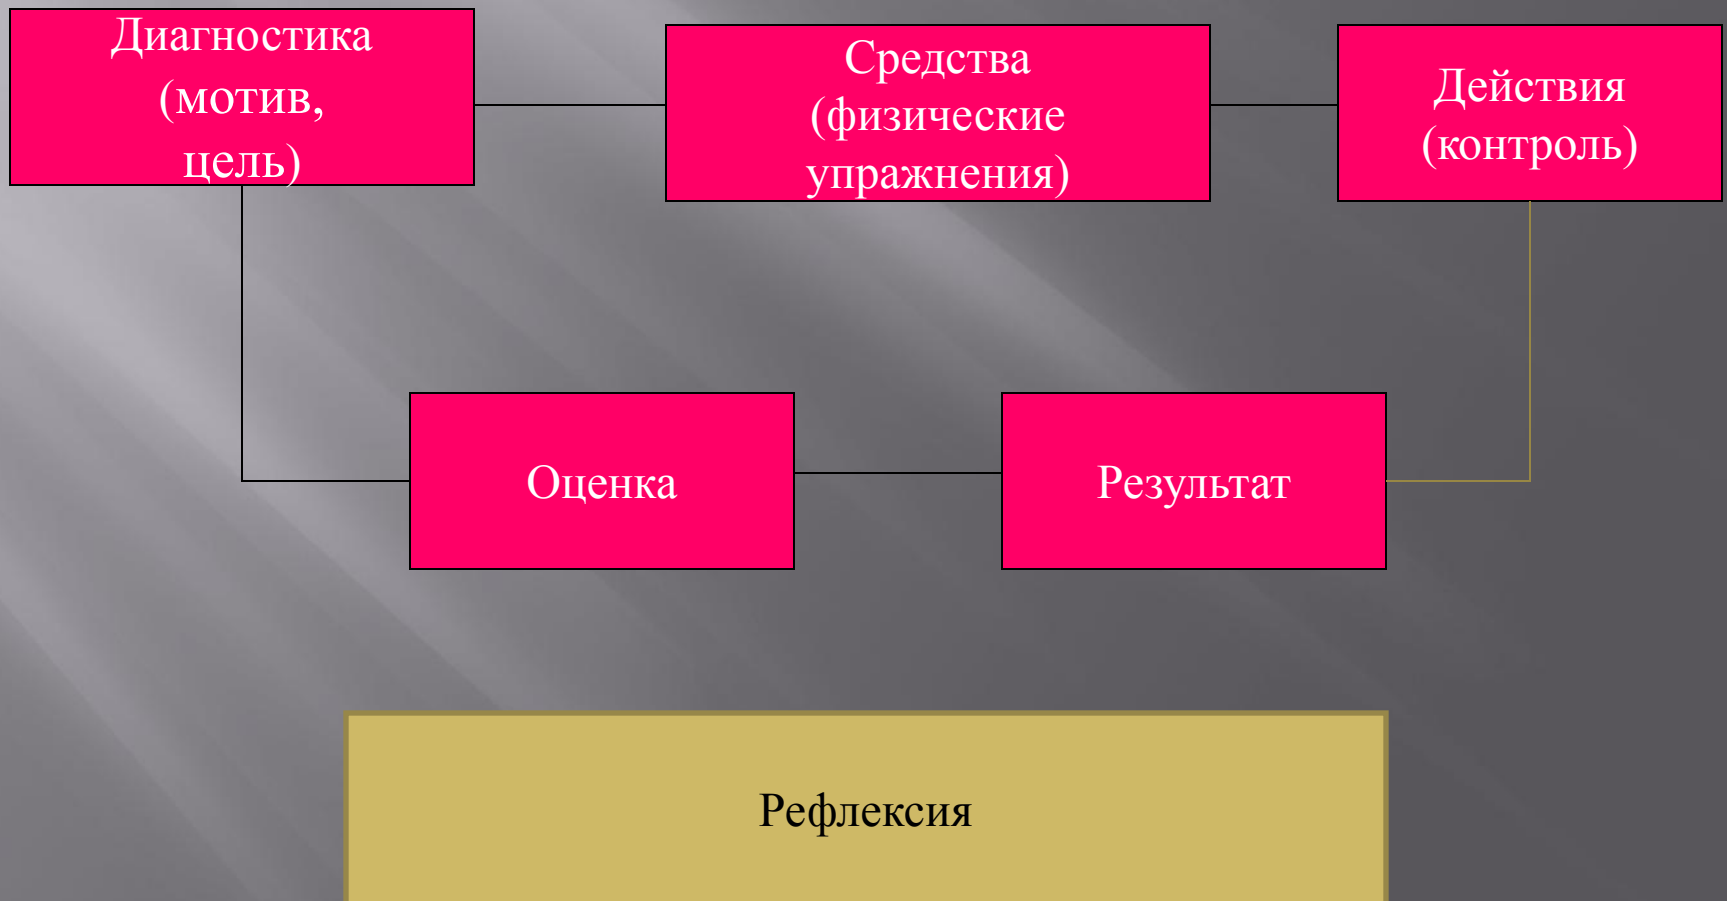 Диагностика
(мотив,
цель)
Средства
(физические
упражнения)
Действия
(контроль)
Оценка
Результат
Рефлексия